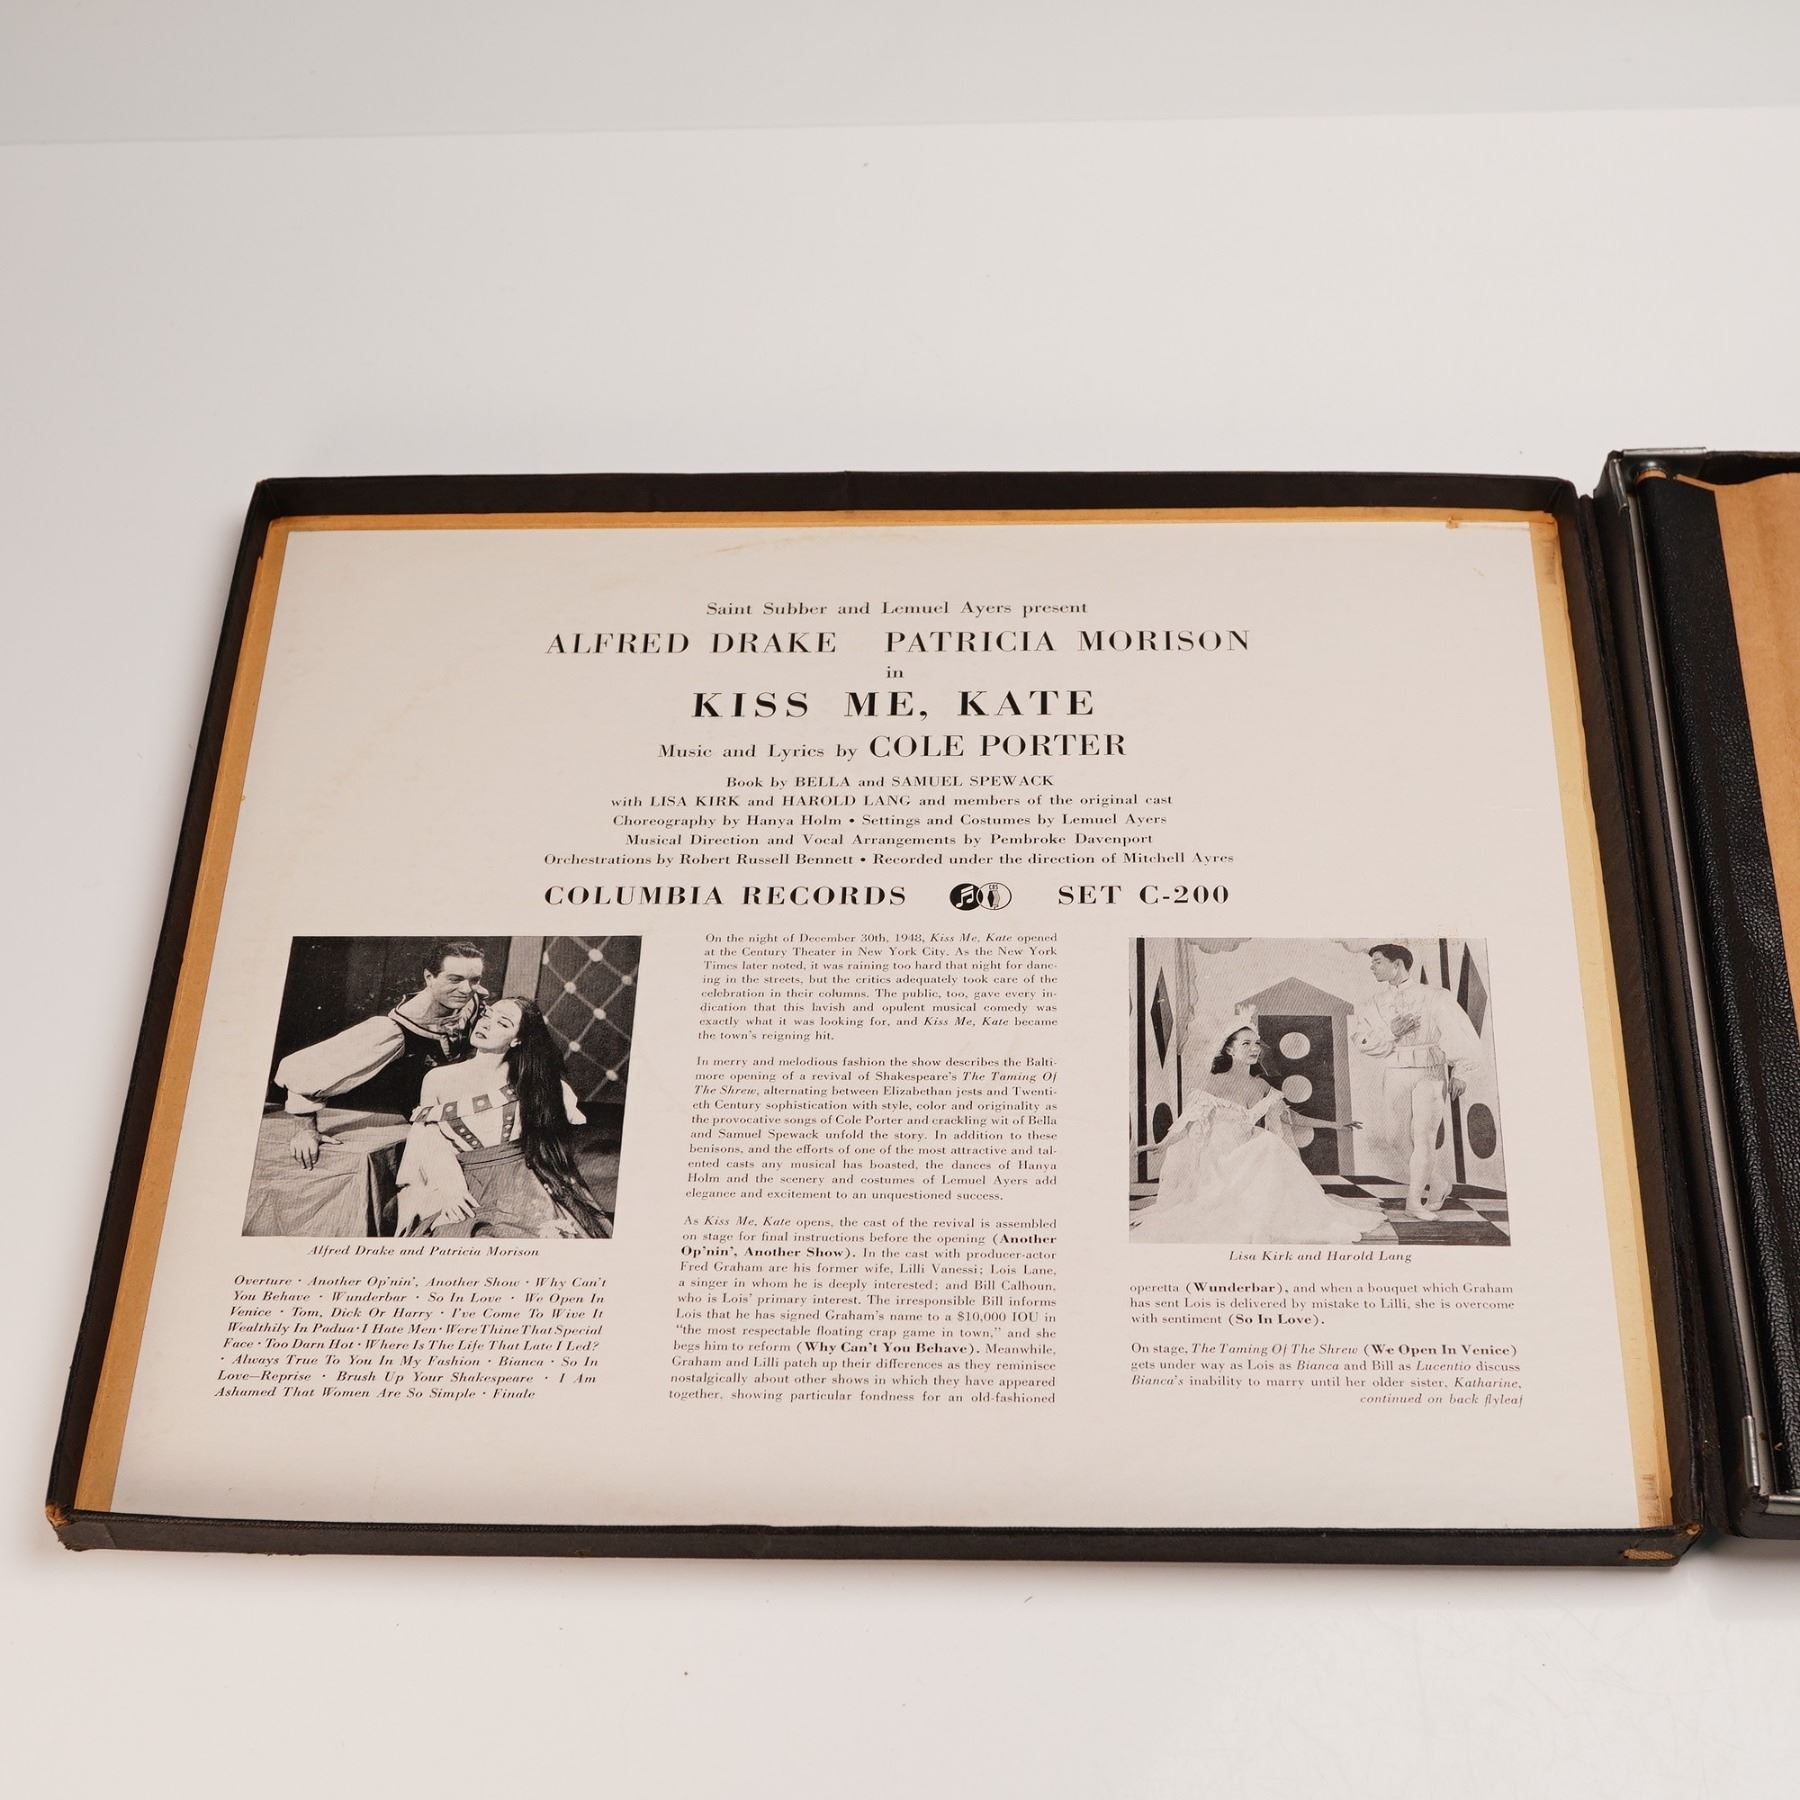 Saint Subber and Lemuel Ayers present
ALFRED DRAKE PATRICIA MORISON
in
KISS ME, KATE
Music and Lyrics by COLE PORTER
Book by BELLA and SAMUEL SPEWACK
with LISA KIRK and HAROLD LANG and members of the original cast
Choreography by Hanya Holm • Settings and Costumes by Lemuel Ayers
Musical Direction and Vocal Arrangements by Pembroke Davenport
Orchestrations by Robert Russell Bennett • Recorded under the direction of Mitchell Ayres
COLUMBIA RECORDS CBS SET C-200
Alfred Drake and Patricia Morison
Overture · Another Op'nin', Another Show · Why Can't
You Behave · Wunderbar · So In Love · We Open In
Venice · Tom, Dick Or Harry · I've Come To Wive It
Wealthily In Padua · I Hate Men · Were Thine That Special
Face · Too Darn Hot · Where Is The Life That Late I Led?
· Always True To You In My Fashion · Bianca · So In
Love—Reprise · Brush Up Your Shakespeare · I Am
Ashamed That Women Are So Simple · Finale
On the night of December 30th, 1948, Kiss Me, Kate opened
at the Century Theater in New York City. As the New York
Times later noted, it was raining too hard that night for danc-
ing in the streets, but the critics adequately took care of the
celebration in their columns. The public, too, gave every in-
dication that this lavish and opulent musical comedy was
exactly what it was looking for, and Kiss Me, Kate became
the town's reigning hit.
In merry and melodious fashion the show describes the Balti-
more opening of a revival of Shakespeare's The Taming Of
The Shrew, alternating between Elizabethan jests and Twenti-
eth Century sophistication with style, color and originality as
the provocative songs of Cole Porter and crackling wit of Bella
and Samuel Spewack unfold the story. In addition to these
benisons, and the efforts of one of the most attractive and tal-
ented casts any musical has boasted, the dances of Hanya
Holm and the scenery and costumes of Lemuel Ayers add
elegance and excitement to an unquestioned success.
As Kiss Me, Kate opens, the cast of the revival is assembled
on stage for final instructions before the opening (Another
Op'nin', Another Show). In the cast with producer-actor
Fred Graham are his former wife, Lilli Vanessi; Lois Lane,
a singer in whom he is deeply interested; and Bill Calhoun,
who is Lois' primary interest. The irresponsible Bill informs
Lois that he has signed Graham's name to a $10,000 IOU in
"the most respectable floating crap game in town," and she
begs him to reform (Why Can't You Behave). Meanwhile,
Graham and Lilli patch up their differences as they reminisce
nostalgically about other shows in which they have appeared
together, showing particular fondness for an old-fashioned
Lisa Kirk and Harold Lang
operetta (Wunderbar), and when a bouquet which Graham
has sent Lois is delivered by mistake to Lilli, she is overcome
with sentiment (So In Love).
On stage, The Taming Of The Shrew (We Open In Venice)
gets under way as Lois as Bianca and Bill as Lucentio discuss
Bianca's inability to marry until her older sister, Katharine,
continued on back flyleaf